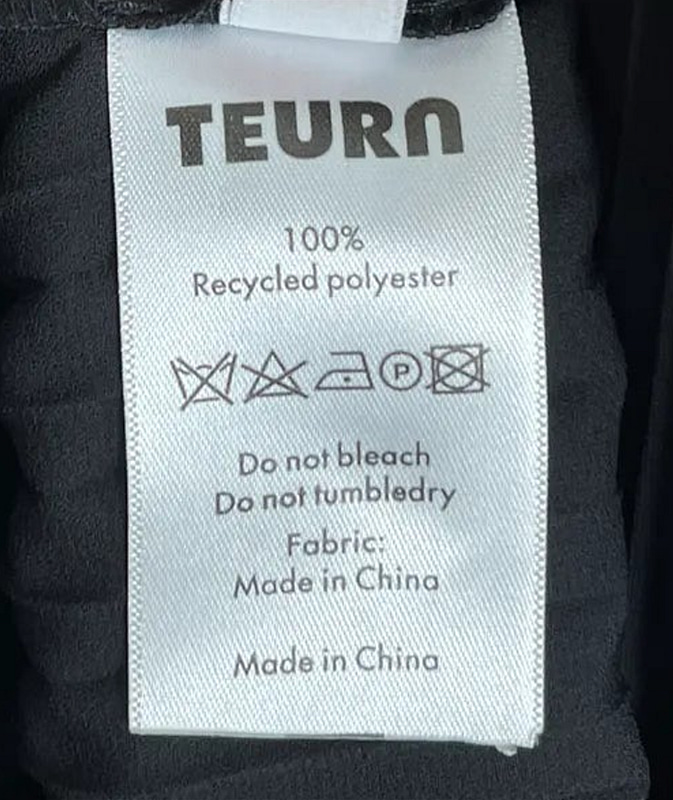 TEURN
100%
Recycled polyester
P
Do not bleach
Do not tumbledry
Fabric:
Made in China
Made in China